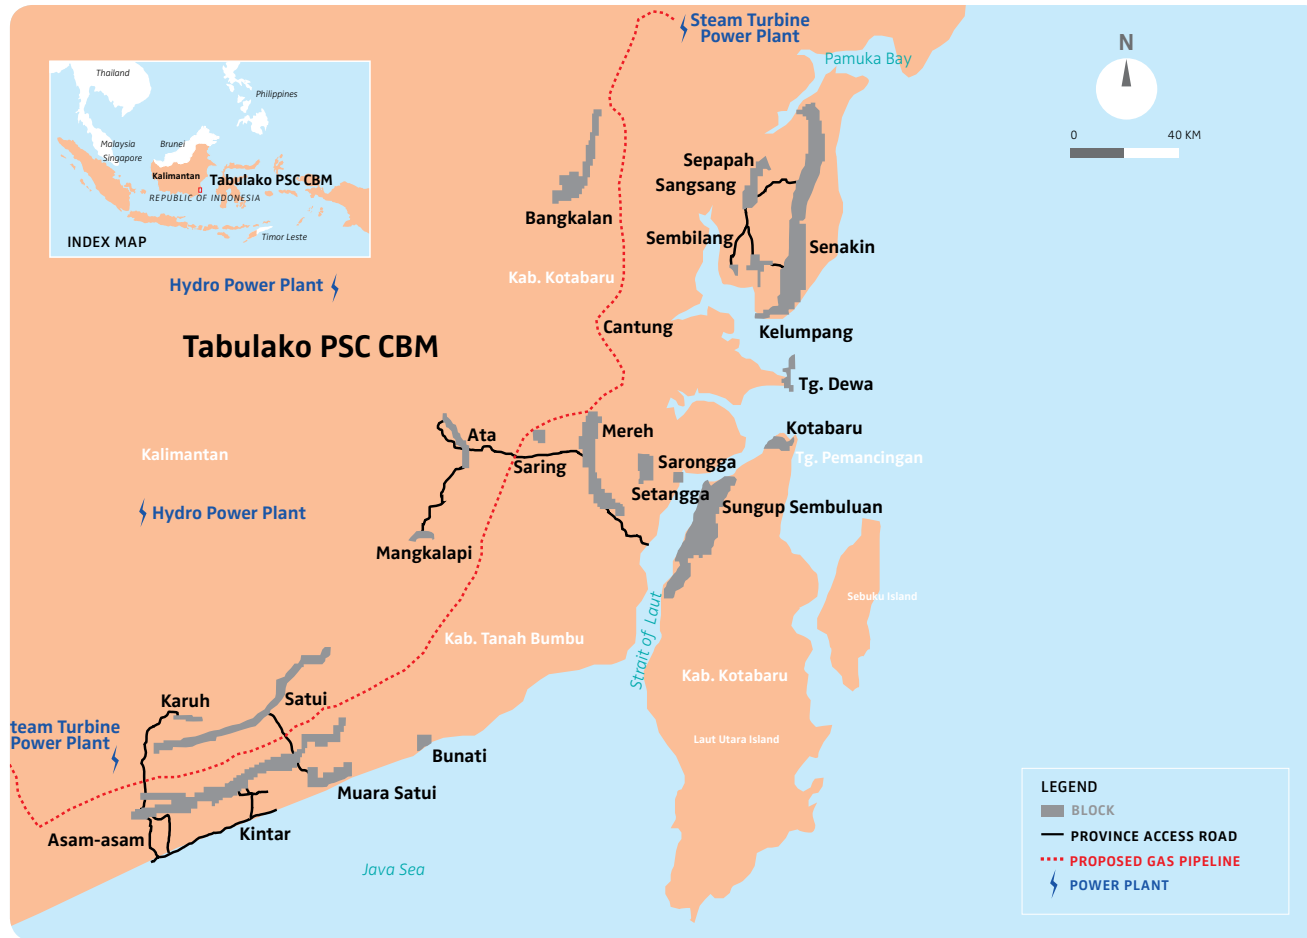 Steam Turbine
Power Plant
Pamuka Bay
N
0 40 KM
Thailand
Philippines
Malaysia
Singapore
Brunei
Kalimantan
Tabulako PSC CBM
REPUBLIC OF INDONESIA
Timor Leste
INDEX MAP
Sepapah
Sangsang
Bangkalan
Sembilang
Senakin
Kab. Kotabaru
Hydro Power Plant
Cantung
Kelumpang
Tabulako PSC CBM
Tg. Dewa
Kotabaru
Ata
Mereh
Kalimantan
Saring
Sarongga
Tg. Pemancingan
Setangga
Sungup Sembuluan
Hydro Power Plant
Mangkalapi
Sebuku Island
Strait of Laut
Kab. Tanah Bumbu
Kab. Kotabaru
Karuh
Satui
team Turbine
Power Plant
Laut Utara Island
Bunati
Muara Satui
Asam-asam
Kintar
Java Sea
LEGEND
BLOCK
PROVINCE ACCESS ROAD
PROPOSED GAS PIPELINE
POWER PLANT